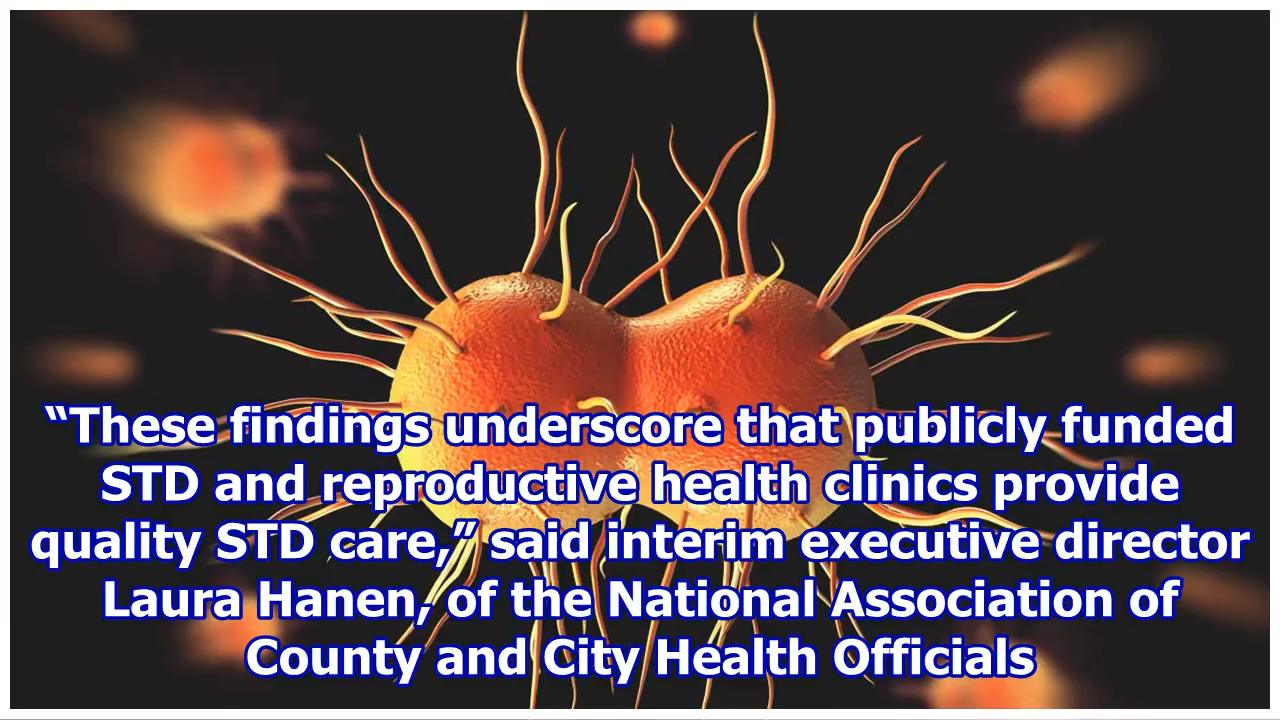 “These findings underscore that publicly funded
STD and reproductive health clinics provide
quality STD care,” said interim executive director
Laura Hanen, of the National Association of
County and City Health Officials